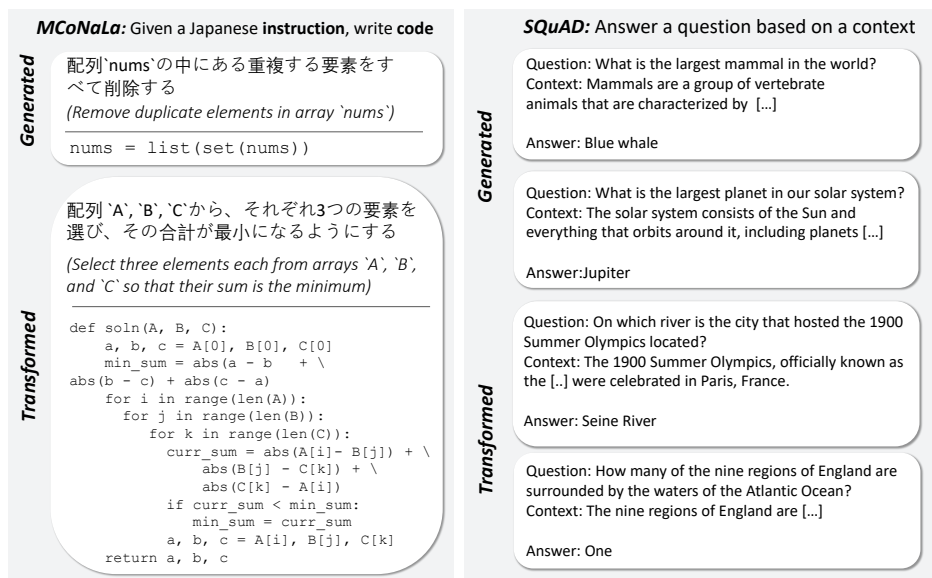 MCoNaLa: Given a Japanese instruction, write code
Generated
配列`nums`の中にある重複する要素をす
べて削除する
(Remove duplicate elements in array `nums`)
nums = list(set(nums))
Transformed
配列 `A`, `B`, `C`から、それぞれ3つの要素を
選び、その合計が最小になるようにする
(Select three elements each from arrays `A`, `B`,
and `C` so that their sum is the minimum)
def soln(A, B, C):
    a, b, c = A[0], B[0], C[0]
    min_sum = abs(a - b   + \
abs(b - c) + abs(c - a)
    for i in range(len(A)):
      for j in range(len(B)):
        for k in range(len(C)):
          curr_sum = abs(A[i]- B[j]) + \
              abs(B[j] - C[k]) + \
              abs(C[k] - A[i])
          if curr_sum < min_sum:
             min_sum = curr_sum
          a, b, c = A[i], B[j], C[k]
    return a, b, c
SQuAD: Answer a question based on a context
Generated
Question: What is the largest mammal in the world?
Context: Mammals are a group of vertebrate
animals that are characterized by […]
Answer: Blue whale
Question: What is the largest planet in our solar system?
Context: The solar system consists of the Sun and
everything that orbits around it, including planets […]
Answer:Jupiter
Transformed
Question: On which river is the city that hosted the 1900
Summer Olympics located?
Context: The 1900 Summer Olympics, officially known as
the [..] were celebrated in Paris, France.
Answer: Seine River
Question: How many of the nine regions of England are
surrounded by the waters of the Atlantic Ocean?
Context: The nine regions of England are […]
Answer: One